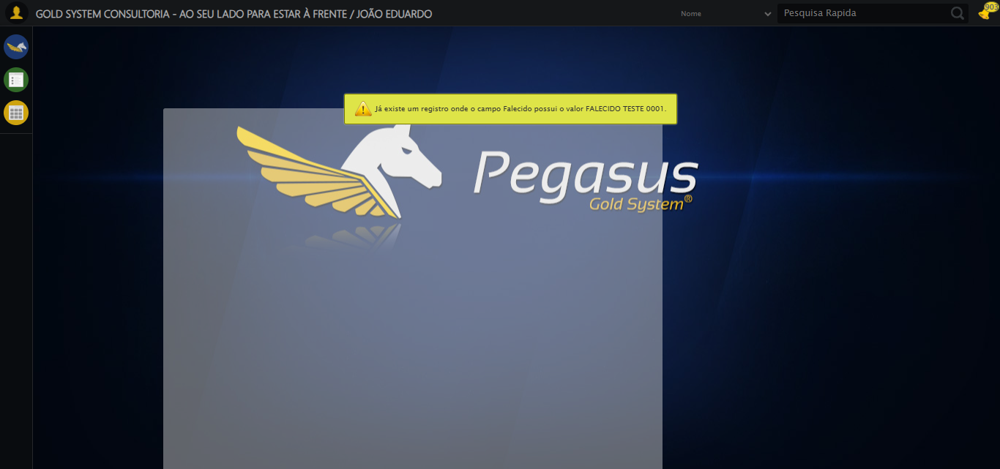 GOLD SYSTEM CONSULTORIA - AO SEU LADO PARA ESTAR À FRENTE / JOÃO EDUARDO
Nome
Pesquisa Rapida
903
Já existe um registro onde o campo Falecido possui o valor FALECIDO TESTE 0001.
Pegasus
Gold System®